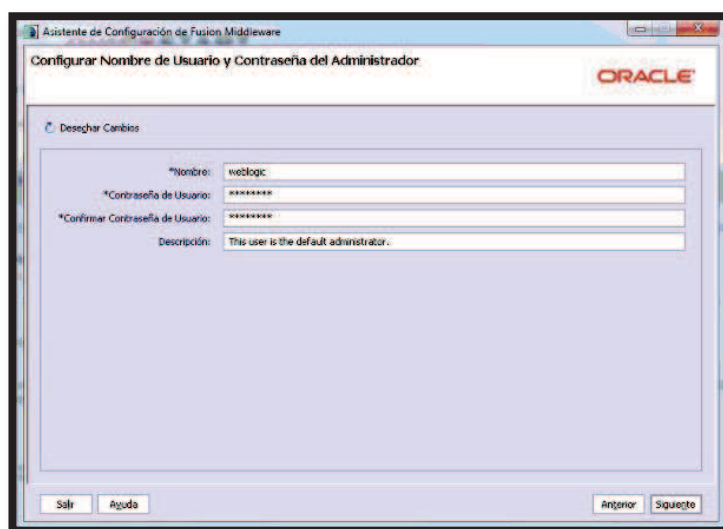 Asistente de Configuración de Fusion Middleware
Configurar Nombre de Usuario y Contraseña del Administrador
ORACLE
Desechar Cambios
*Nombre: weblogic
*Contraseña de Usuario: ********
*Confirmar Contraseña de Usuario: ********
Descripción: This user is the default administrator.
Salir Ayuda Anterior Siguiente